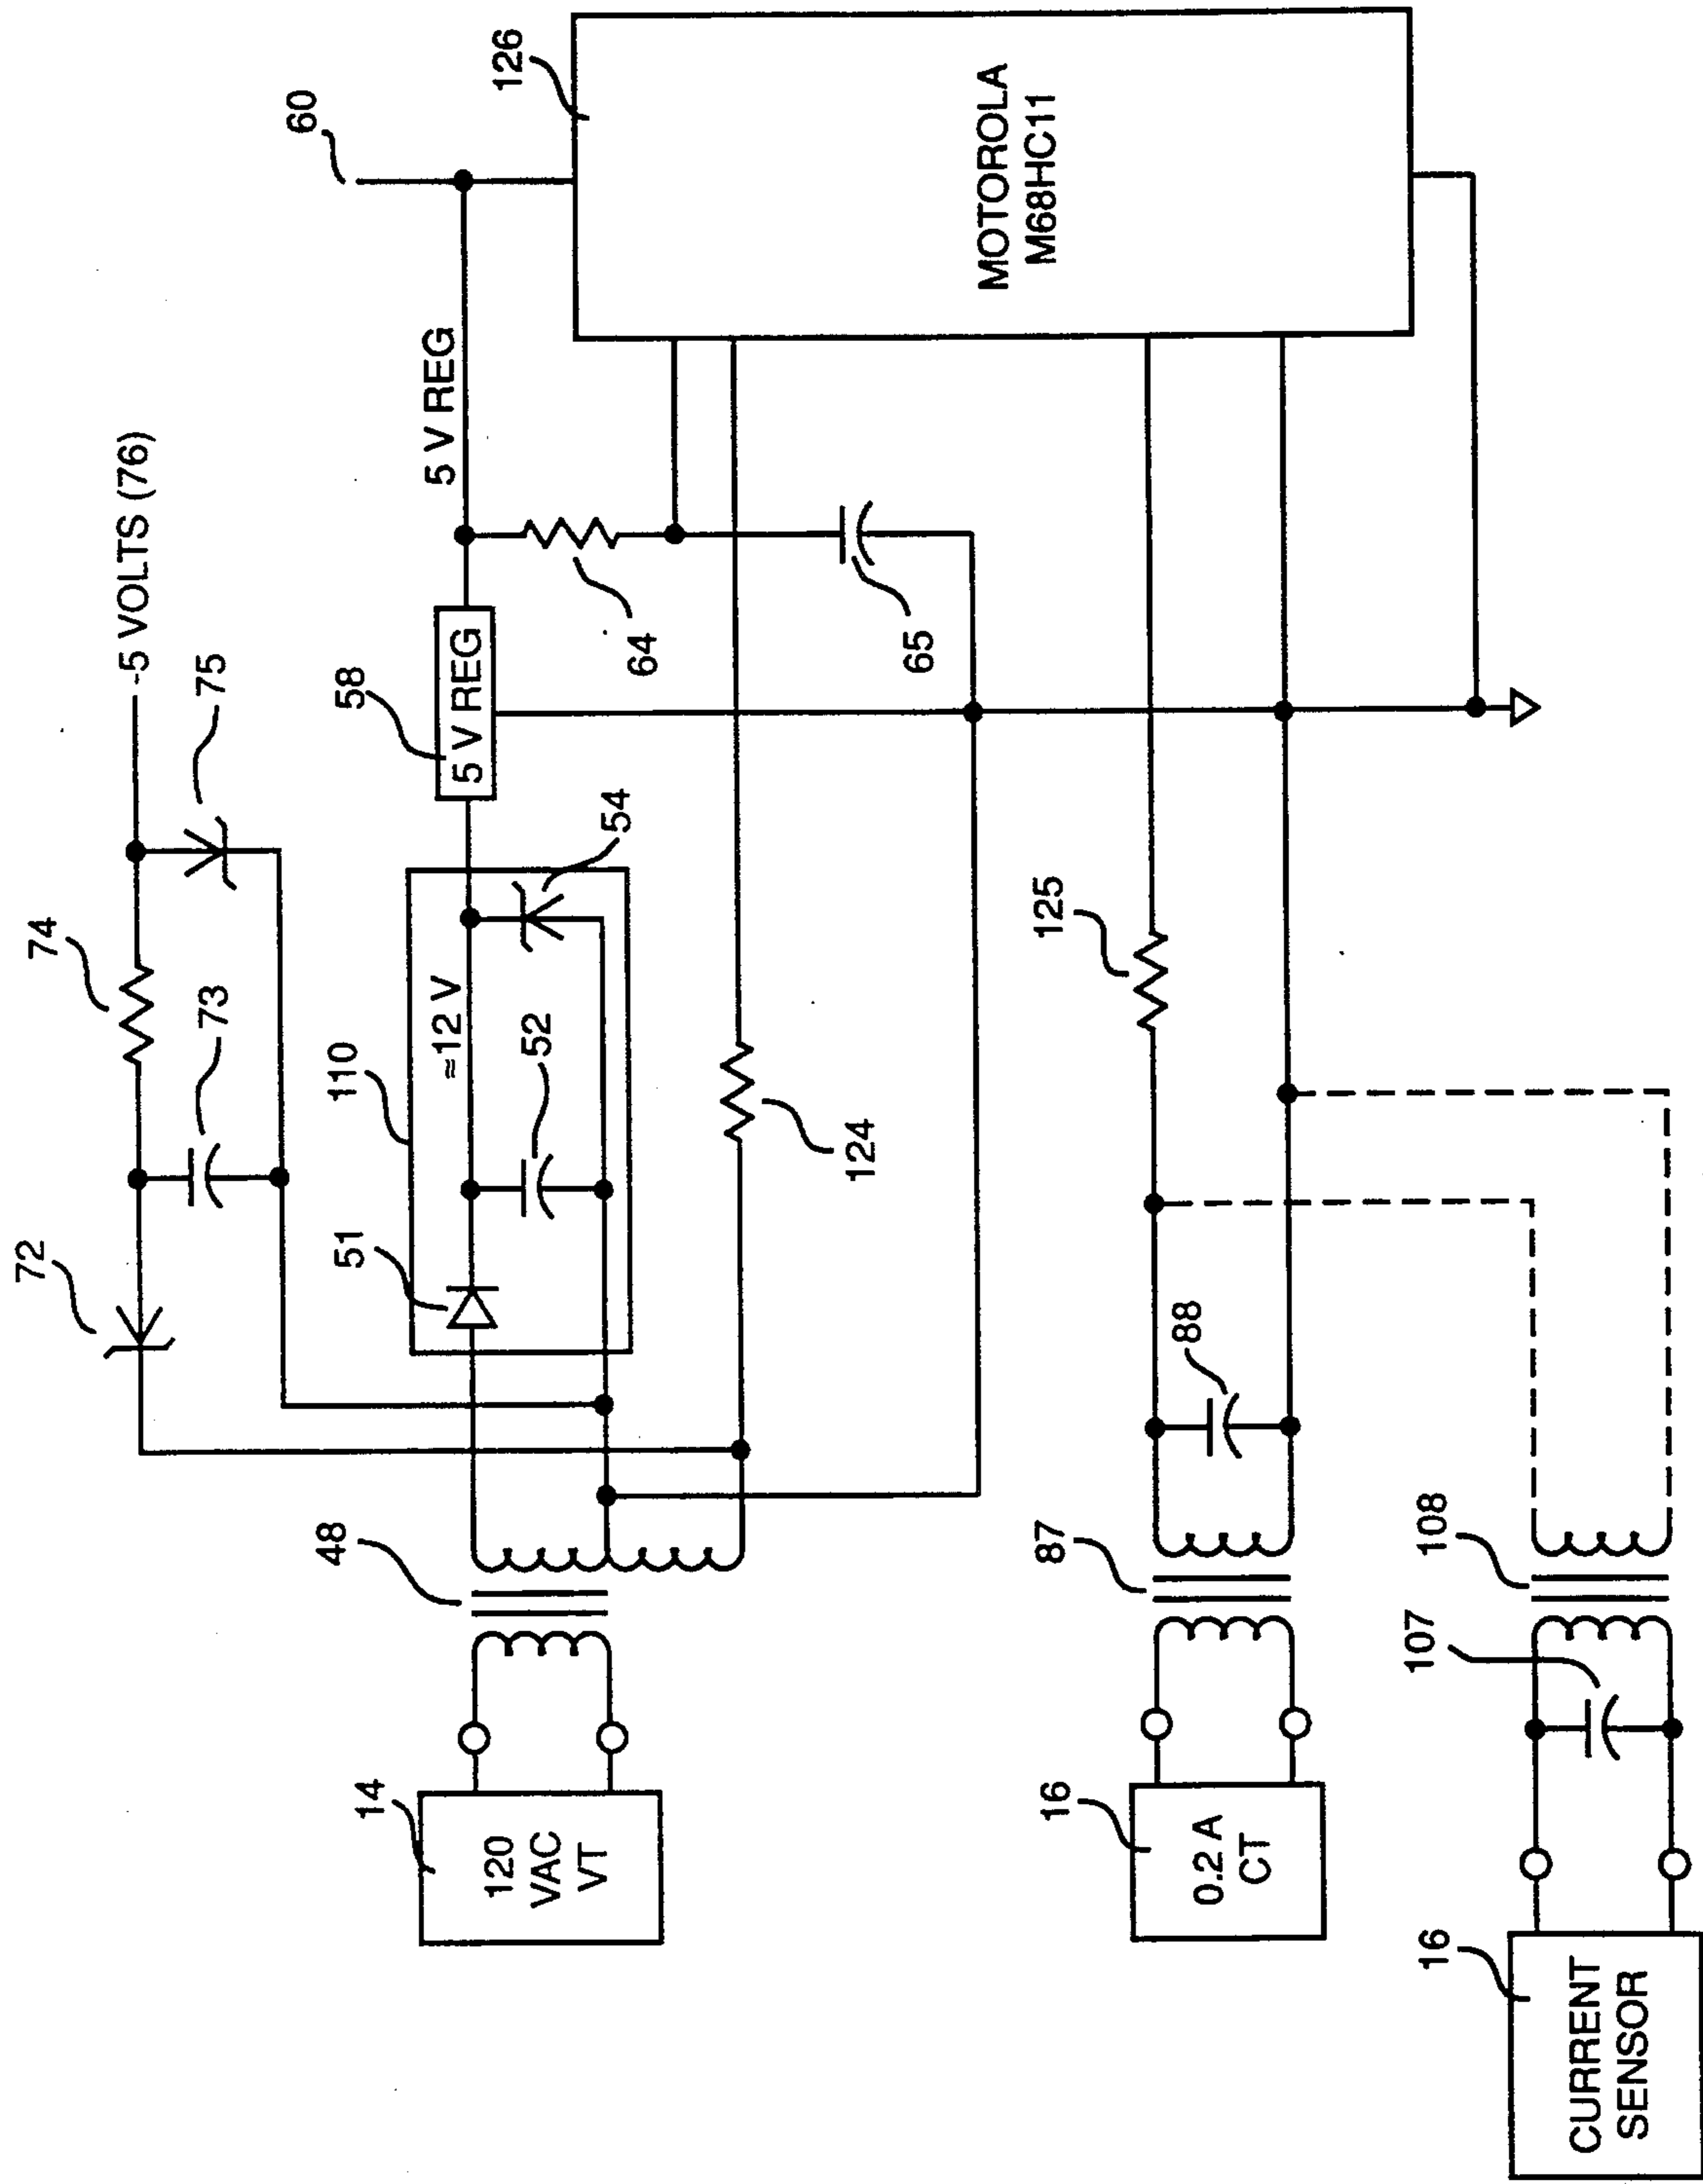 -5 VOLTS (76)
72
73
74
75
60
126
5 V REG
58
5 V REG
110
51
≃12 V
52
54
64
65
124
48
14
120
VAC
VT
MOTOROLA
M68HC11
125
88
87
16
0.2 A
CT
108
107
16
CURRENT
SENSOR